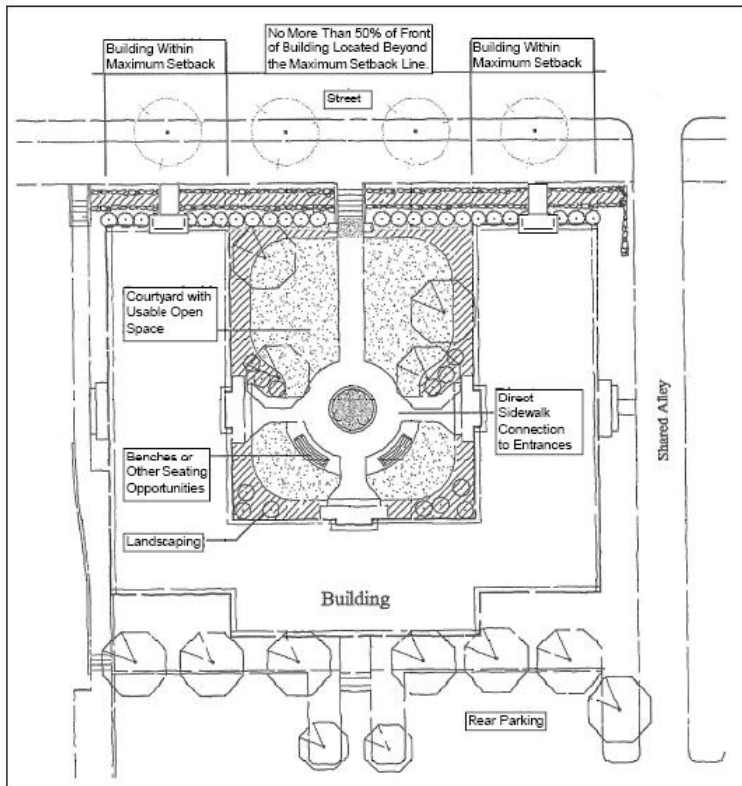 No More Than 50% of Front
of Building Located Beyond
the Maximum Setback Line.
Building Within
Maximum Setback
Building Within
Maximum Setback
Street
Courtyard with
Usable Open
Space
Direct
Sidewalk
Connection
to Entrances
Shared Alley
Benches or
Other Seating
Opportunities
Landscaping
Building
Rear Parking